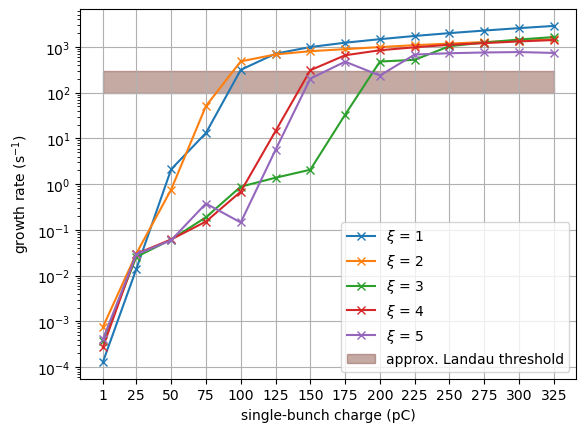 growth rate (s⁻¹)
10³
10²
10¹
10⁰
10⁻¹
10⁻²
10⁻³
10⁻⁴
ξ = 1
ξ = 2
ξ = 3
ξ = 4
ξ = 5
approx. Landau threshold
1 25 50 75 100 125 150 175 200 225 250 275 300 325
single-bunch charge (pC)